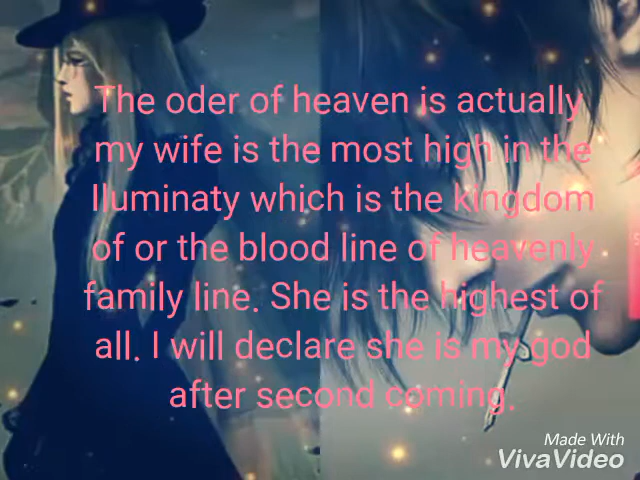 The oder of heaven is actually
my wife is the most high in the
Iluminaty which is the kingdom
of or the blood line of heavenly
family line. She is the highest of
all. I will declare she is my god
after second coming.
Made With
VivaVideo